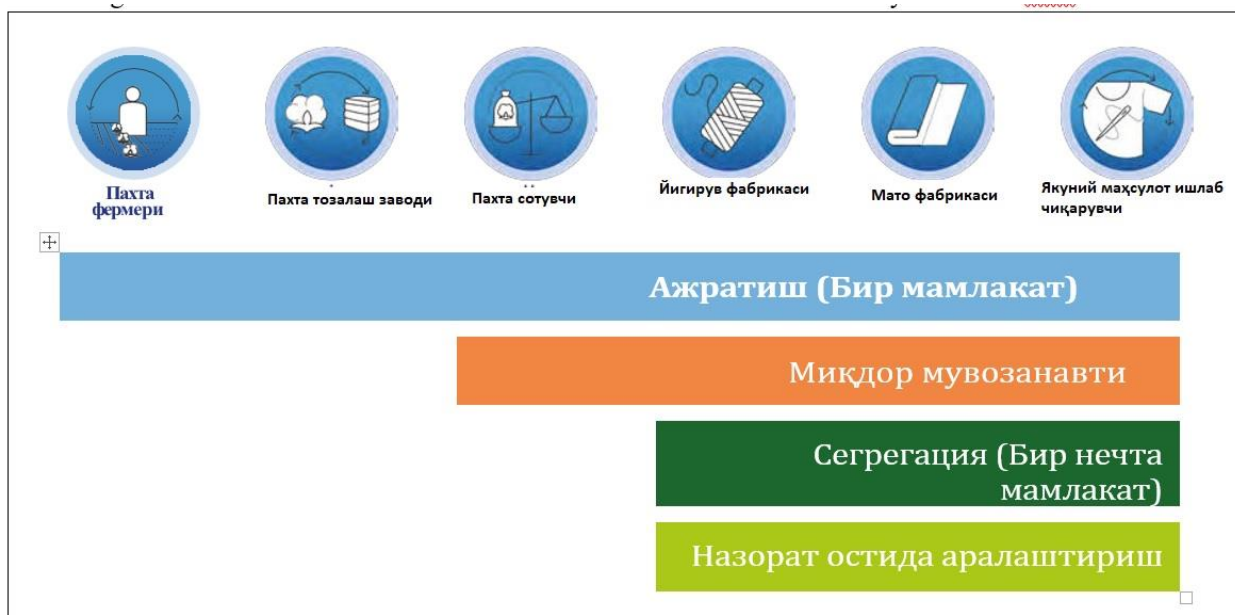 Пахта
фермери
Пахта тозалаш заводи
Пахта сотувчи
Йигирув фабрикаси
Мато фабрикаси
Якуний маҳсулот ишлаб
чиқарувчи
Ажратиш (Бир мамлакат)
Миқдор мувозанавти
Сегрегация (Бир нечта
мамлакат)
Назорат остида аралаштириш